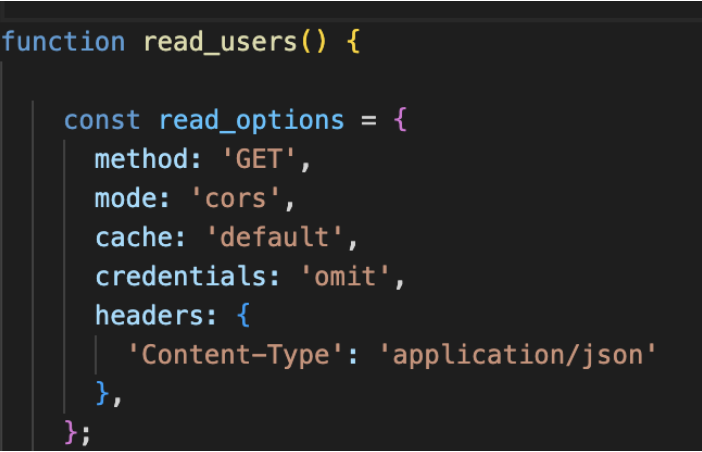 function read_users() {
const read_options = {
method: 'GET',
mode: 'cors',
cache: 'default',
credentials: 'omit',
headers: {
'Content-Type': 'application/json'
},
};